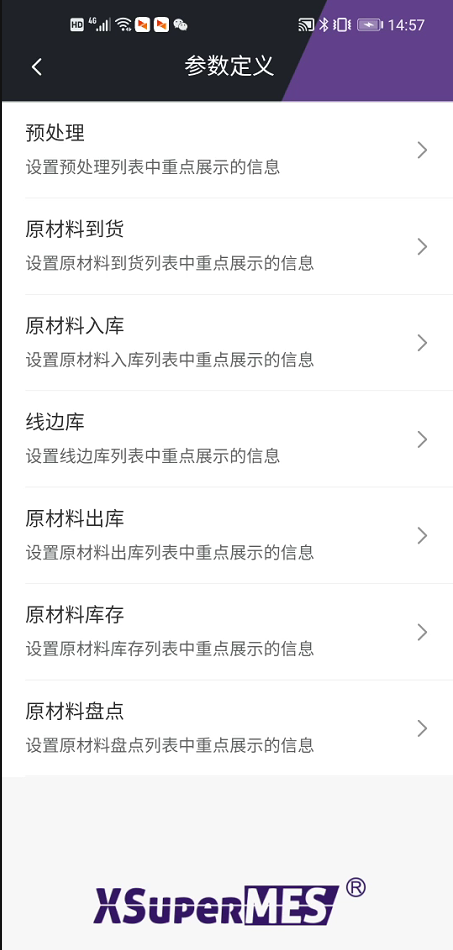 HD 4G 14:57
参数定义
预处理
设置预处理列表中重点展示的信息
原材料到货
设置原材料到货列表中重点展示的信息
原材料入库
设置原材料入库列表中重点展示的信息
线边库
设置线边库列表中重点展示的信息
原材料出库
设置原材料出库列表中重点展示的信息
原材料库存
设置原材料库存列表中重点展示的信息
原材料盘点
设置原材料盘点列表中重点展示的信息
XSuperMES®